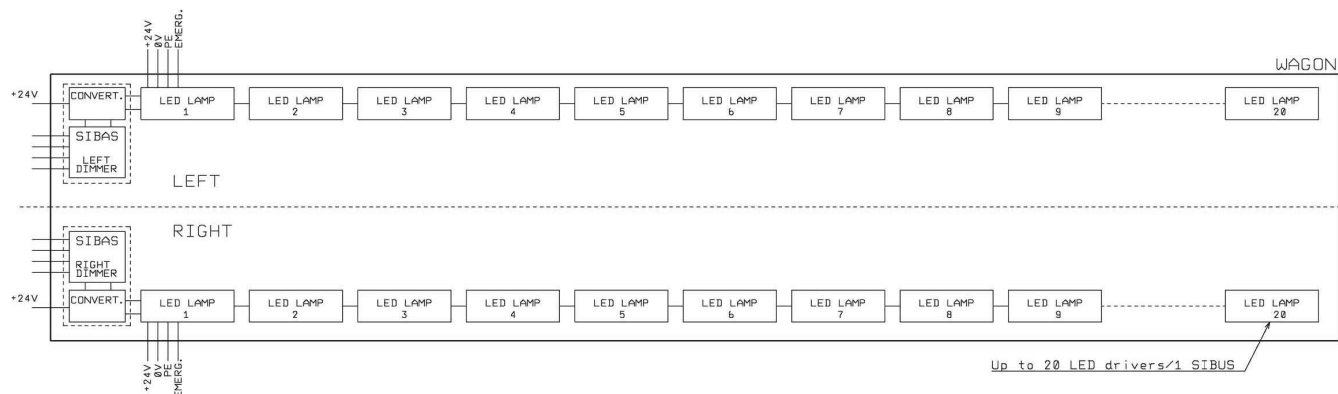 +24V
0V
PE
EMERG.
WAGON
+24V
CONVERT.
LED LAMP
1
LED LAMP
2
LED LAMP
3
LED LAMP
4
LED LAMP
5
LED LAMP
6
LED LAMP
7
LED LAMP
8
LED LAMP
9
LED LAMP
20
SIBAS
LEFT
DIMMER
LEFT
RIGHT
SIBAS
RIGHT
DIMMER
+24V
CONVERT.
LED LAMP
1
LED LAMP
2
LED LAMP
3
LED LAMP
4
LED LAMP
5
LED LAMP
6
LED LAMP
7
LED LAMP
8
LED LAMP
9
LED LAMP
20
+24V
0V
PE
EMERG.
Up to 20 LED drivers/1 SIBUS